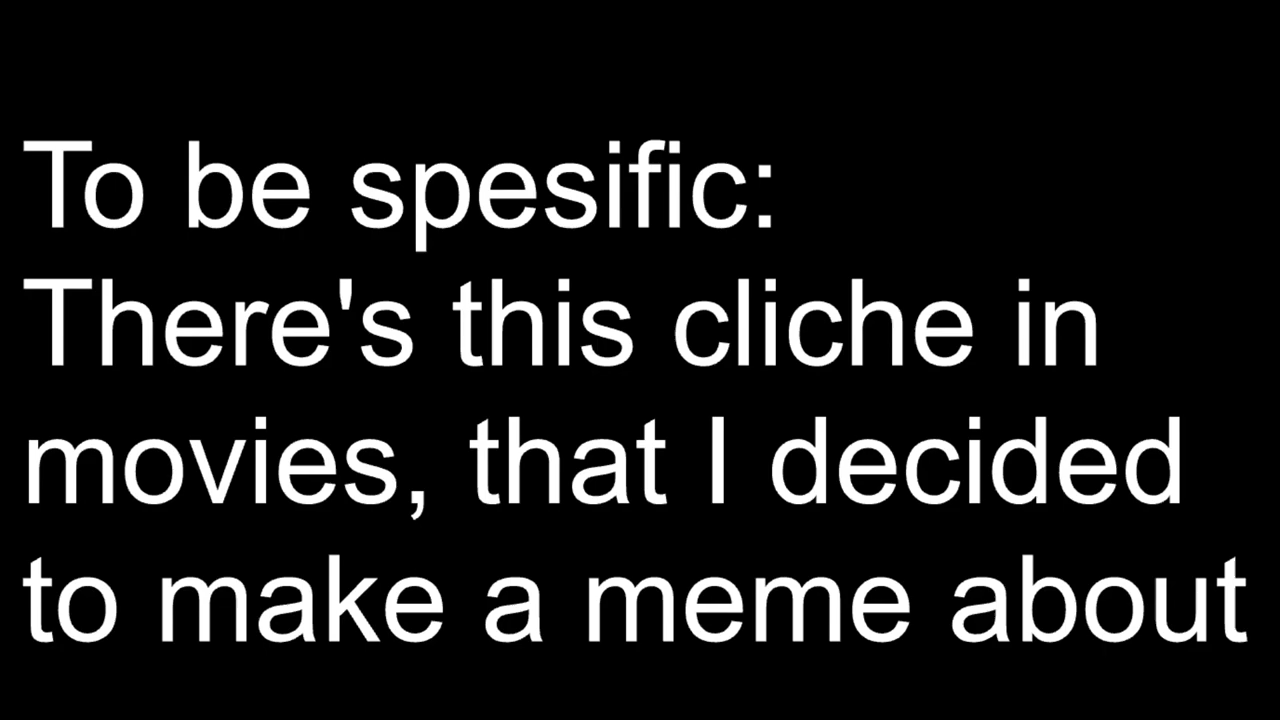 To be spesific:
There's this cliche in
movies, that I decided
to make a meme about